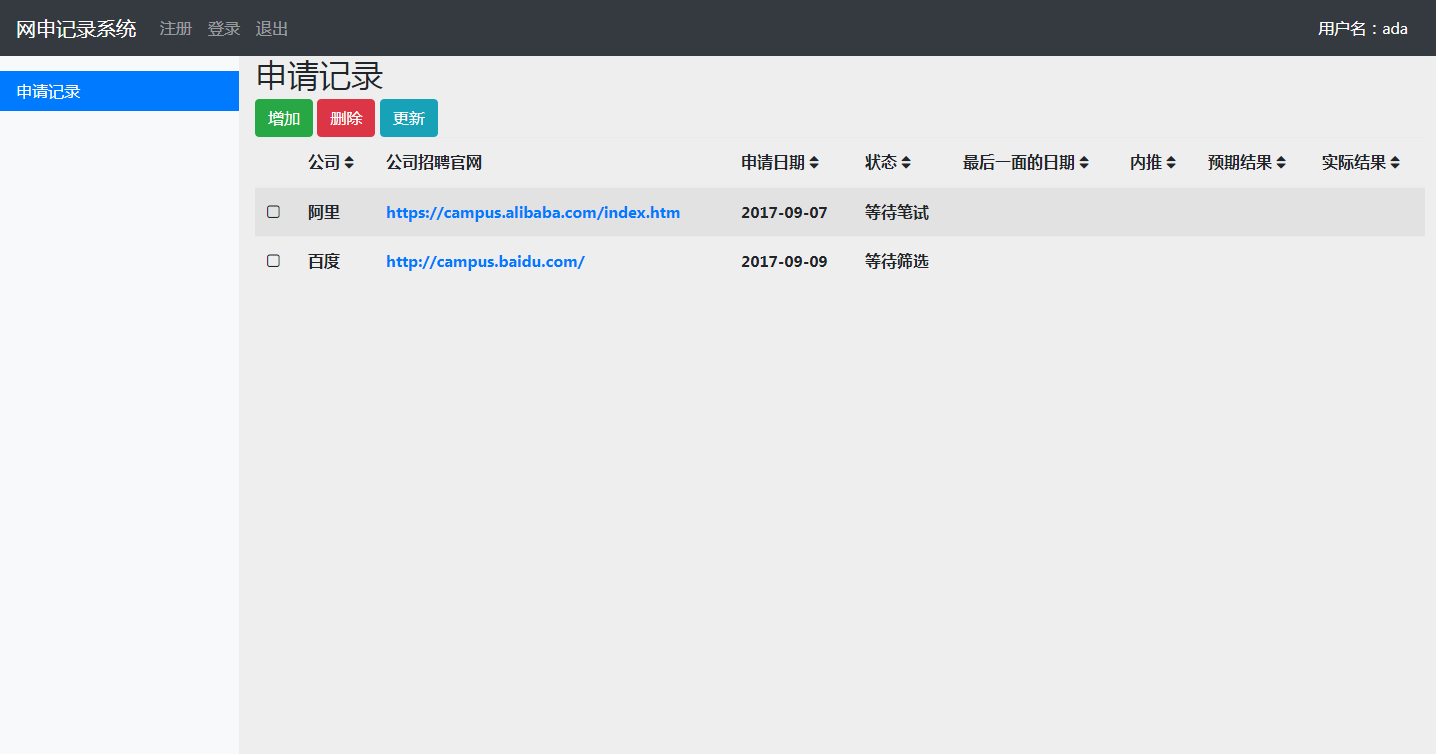 网申记录系统 注册 登录 退出 用户名：ada
申请记录
申请记录
增加 删除 更新
公司 公司招聘官网 申请日期 状态 最后一面的日期 内推 预期结果 实际结果
阿里 https://campus.alibaba.com/index.htm 2017-09-07 等待笔试
百度 http://campus.baidu.com/ 2017-09-09 等待筛选